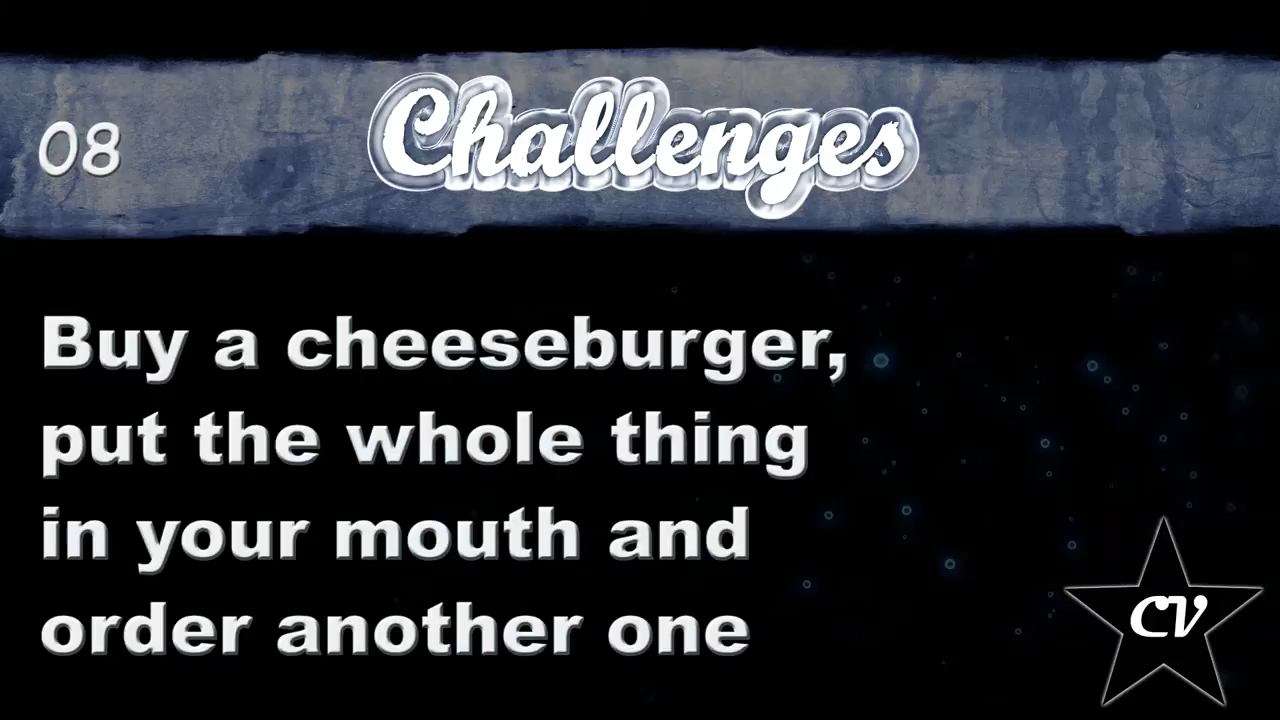 08
Challenges
Buy a cheeseburger,
put the whole thing
in your mouth and
order another one
CV